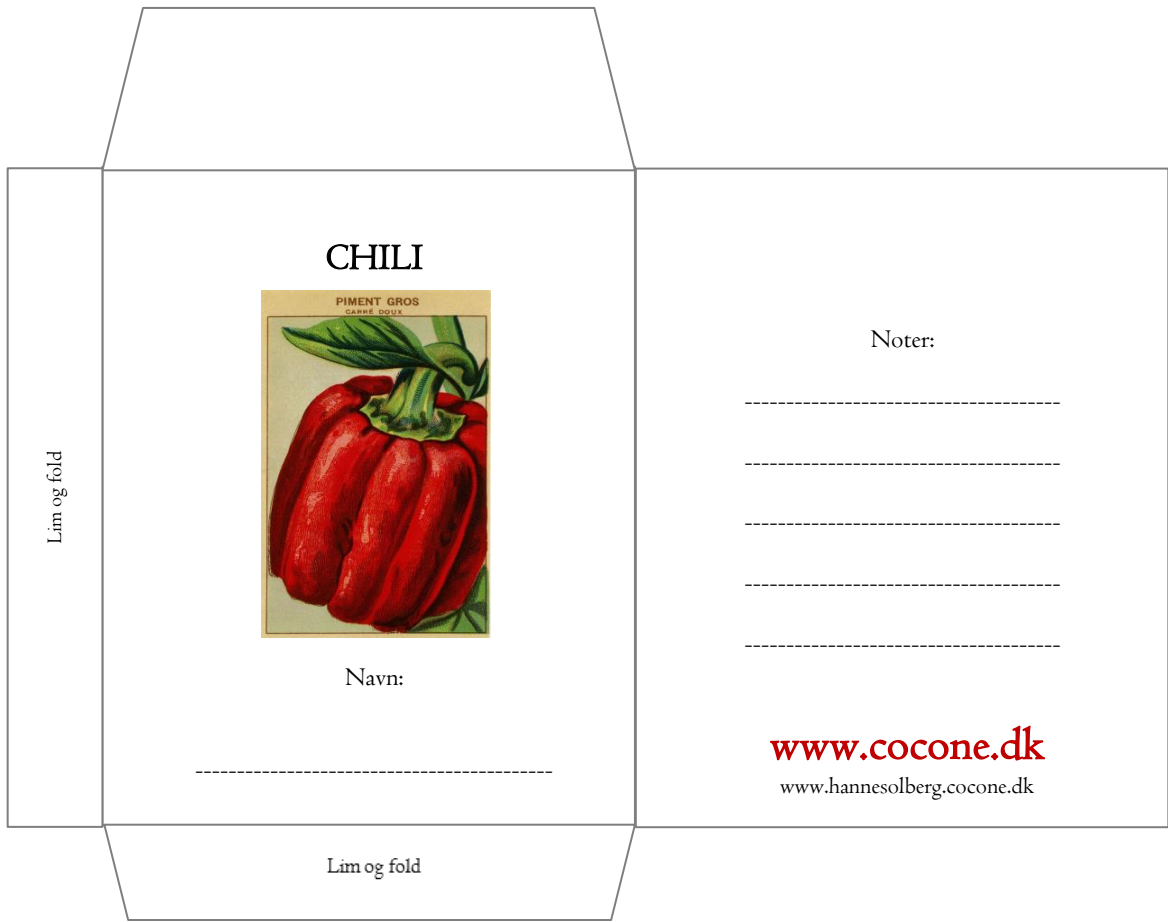 CHILI
PIMENT GROS
CARRÉ DOUX
Navn:
------------------------------------------
Lim og fold
Lim og fold
Noter:
-------------------------------------
-------------------------------------
-------------------------------------
-------------------------------------
-------------------------------------
www.cocone.dk
www.hannesolberg.cocone.dk